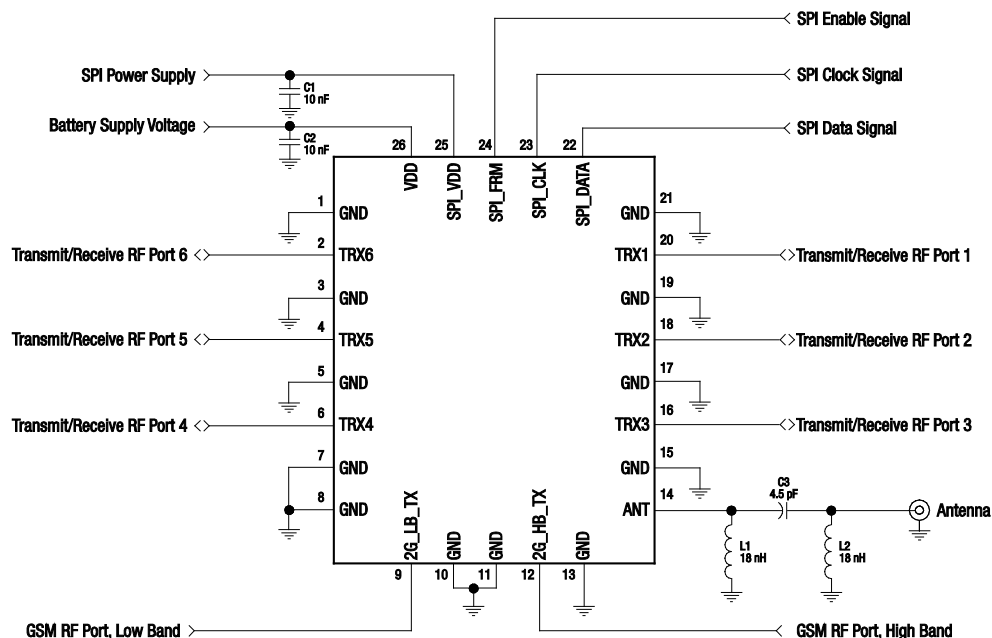 SPI Enable Signal
SPI Power Supply
SPI Clock Signal
C1
10 nF
Battery Supply Voltage
SPI Data Signal
C2
10 nF
26 25 24 23 22
VDD SPI_VDD SPI_FRM SPI_CLK SPI_DATA
1 GND GND 21
Transmit/Receive RF Port 6 2 TRX6 TRX1 20 Transmit/Receive RF Port 1
3 GND GND 19
Transmit/Receive RF Port 5 4 TRX5 TRX2 18 Transmit/Receive RF Port 2
5 GND GND 17
Transmit/Receive RF Port 4 6 TRX4 TRX3 16 Transmit/Receive RF Port 3
7 GND GND 15
8 GND ANT 14
C3
4.5 pF
Antenna
L1
18 nH
L2
18 nH
2G_LB_TX GND GND 2G_HB_TX GND
9 10 11 12 13
GSM RF Port, Low Band GSM RF Port, High Band